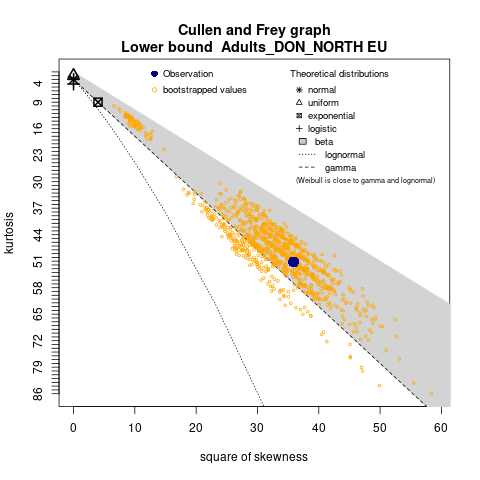 Cullen and Frey graph
Lower bound  Adults_DON_NORTH EU
Observation
bootstrapped values
Theoretical distributions
normal
uniform
exponential
logistic
beta
lognormal
gamma
(Weibull is close to gamma and lognormal)
kurtosis
4
9
16
23
30
37
44
51
58
65
72
79
86
0
10
20
30
40
50
60
square of skewness